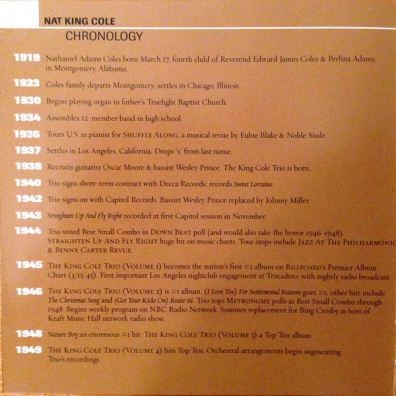 NAT KING COLE
CHRONOLOGY
1919 Nathaniel Adams Coles born March 17, fourth child of Reverend Edward James Coles & Perlina Adams,
in Montgomery, Alabama.
1923 Coles family departs Montgomery; settles in Chicago, Illinois.
1930 Begins playing organ in father's Truelight Baptist Church.
1934 Assembles 12-member band in high school.
1936 Tours U.S. as pianist for SHUFFLE ALONG, a musical revue by Eubie Blake & Noble Sissle.
1937 Settles in Los Angeles, California. Drops 's' from last name.
1938 Recruits guitarist Oscar Moore & bassist Wesley Prince. The King Cole Trio is born.
1940 Trio signs short-term contract with Decca Records; records Sweet Lorraine.
1942 Trio signs on with Capitol Records. Bassist Wesley Prince replaced by Johnny Miller.
1943 Straighten Up And Fly Right recorded at first Capitol session in November.
1944 Trio voted Best Small Combo in DOWN BEAT poll (and would also take the honor 1946-1948).
STRAIGHTEN UP AND FLY RIGHT huge hit on music charts. Tour stops include JAZZ AT THE PHILHARMONIC
& BENNY CARTER REVUE.
1945 THE KING COLE TRIO (VOLUME 1) becomes the nation's first #1 album on BILLBOARD'S Premier Album
Chart (3.15.45). First important Los Angeles nightclub engagement at Trocadero, with nightly radio broadcast.
1946 THE KING COLE TRIO (VOLUME 2) is #1 album. (I Love You) For Sentimental Reasons goes #1; other hits include
The Christmas Song and (Get Your Kicks On) Route 66. Trio tops METRONOME polls as Best Small Combo through
1948. Begins weekly program on NBC Radio Network. Summer replacement for Bing Crosby as host of
Kraft Music Hall network radio show.
1948 Nature Boy an enormous #1 hit. THE KING COLE TRIO (VOLUME 3) a Top Ten album.
1949 THE KING COLE TRIO (VOLUME 4) hits Top Ten. Orchestral arrangements begin augmenting
Trio's recordings.